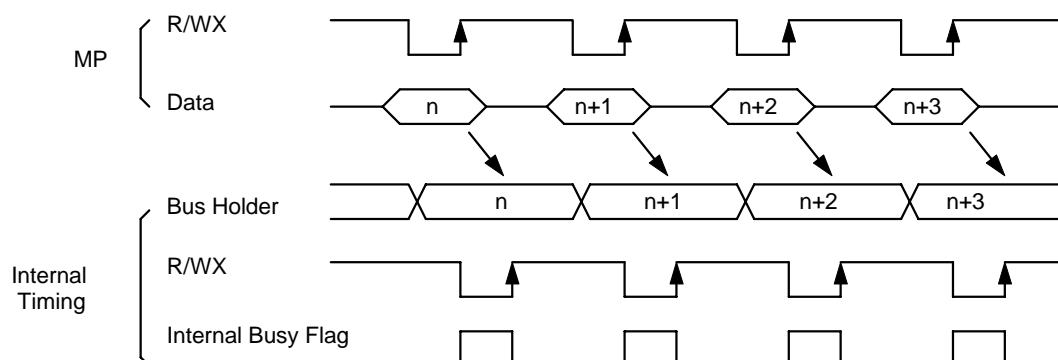 R/WX
MP
Data
n
n+1
n+2
n+3
Bus Holder
n
n+1
n+2
n+3
R/WX
Internal
Timing
Internal Busy Flag